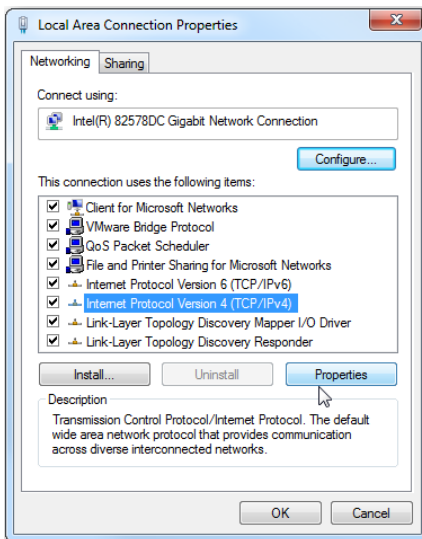 Local Area Connection Properties
Networking
Sharing
Connect using:
Intel(R) 82578DC Gigabit Network Connection
Configure...
This connection uses the following items:
Client for Microsoft Networks
VMware Bridge Protocol
QoS Packet Scheduler
File and Printer Sharing for Microsoft Networks
Internet Protocol Version 6 (TCP/IPv6)
Internet Protocol Version 4 (TCP/IPv4)
Link-Layer Topology Discovery Mapper I/O Driver
Link-Layer Topology Discovery Responder
Install...
Uninstall
Properties
Description
Transmission Control Protocol/Internet Protocol. The default
wide area network protocol that provides communication
across diverse interconnected networks.
OK
Cancel